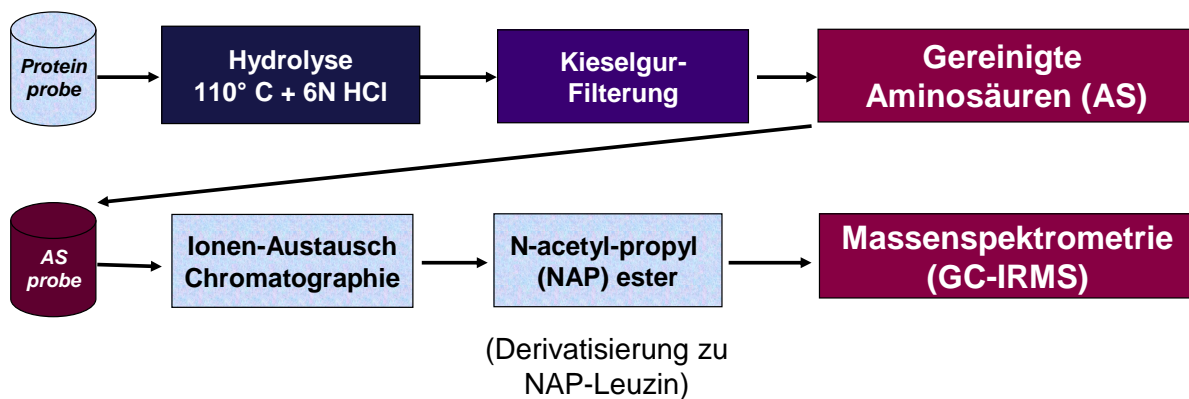 Protein
probe
Hydrolyse
110° C + 6N HCl
Kieselgur-
Filterung
Gereinigte
Aminosäuren (AS)
AS
probe
Ionen-Austausch
Chromatographie
N-acetyl-propyl
(NAP) ester
Massenspektrometrie
(GC-IRMS)
(Derivatisierung zu
NAP-Leuzin)